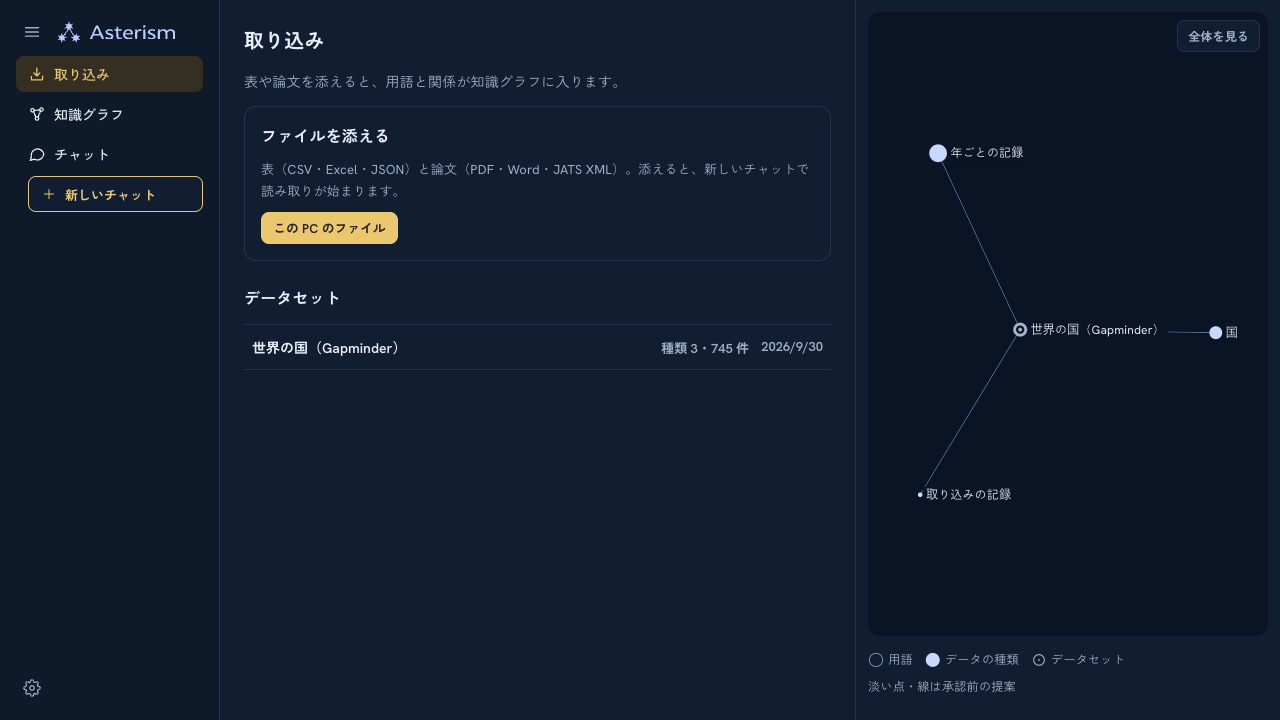 Asterism
取り込み
知識グラフ
チャット
新しいチャット
取り込み
表や論文を添えると、用語と関係が知識グラフに入ります。
ファイルを添える
表（CSV・Excel・JSON）と論文（PDF・Word・JATS XML）。添えると、新しいチャットで
読み取りが始まります。
この PC のファイル
データセット
世界の国（Gapminder） 種類 3・745 件 2026/9/30
全体を見る
年ごとの記録
世界の国（Gapminder）
国
取り込みの記録
用語 データの種類 データセット
淡い点・線は承認前の提案